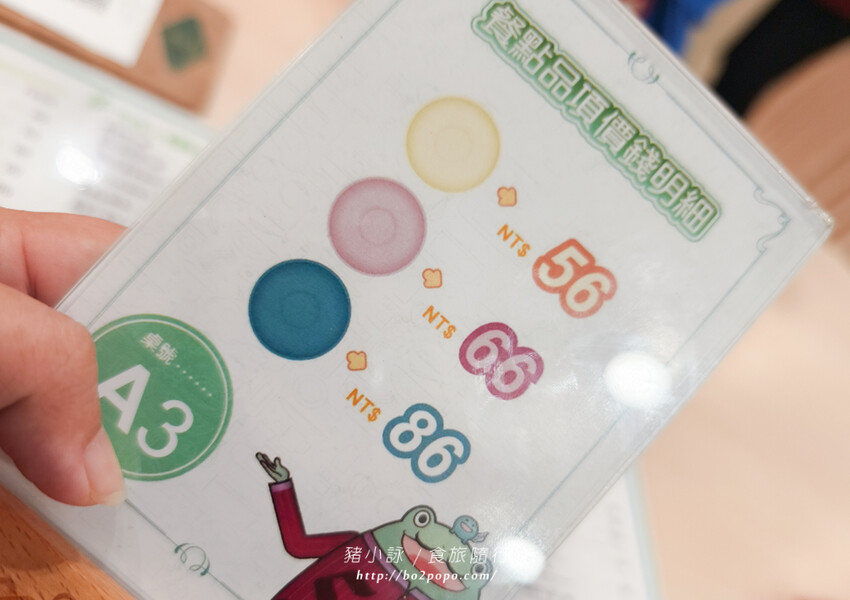 餐點品項價錢明細
NT$ 56
NT$ 66
NT$ 86
桌號......
A3
豬小詠 / 食旅隨
http://bo2popo.com/